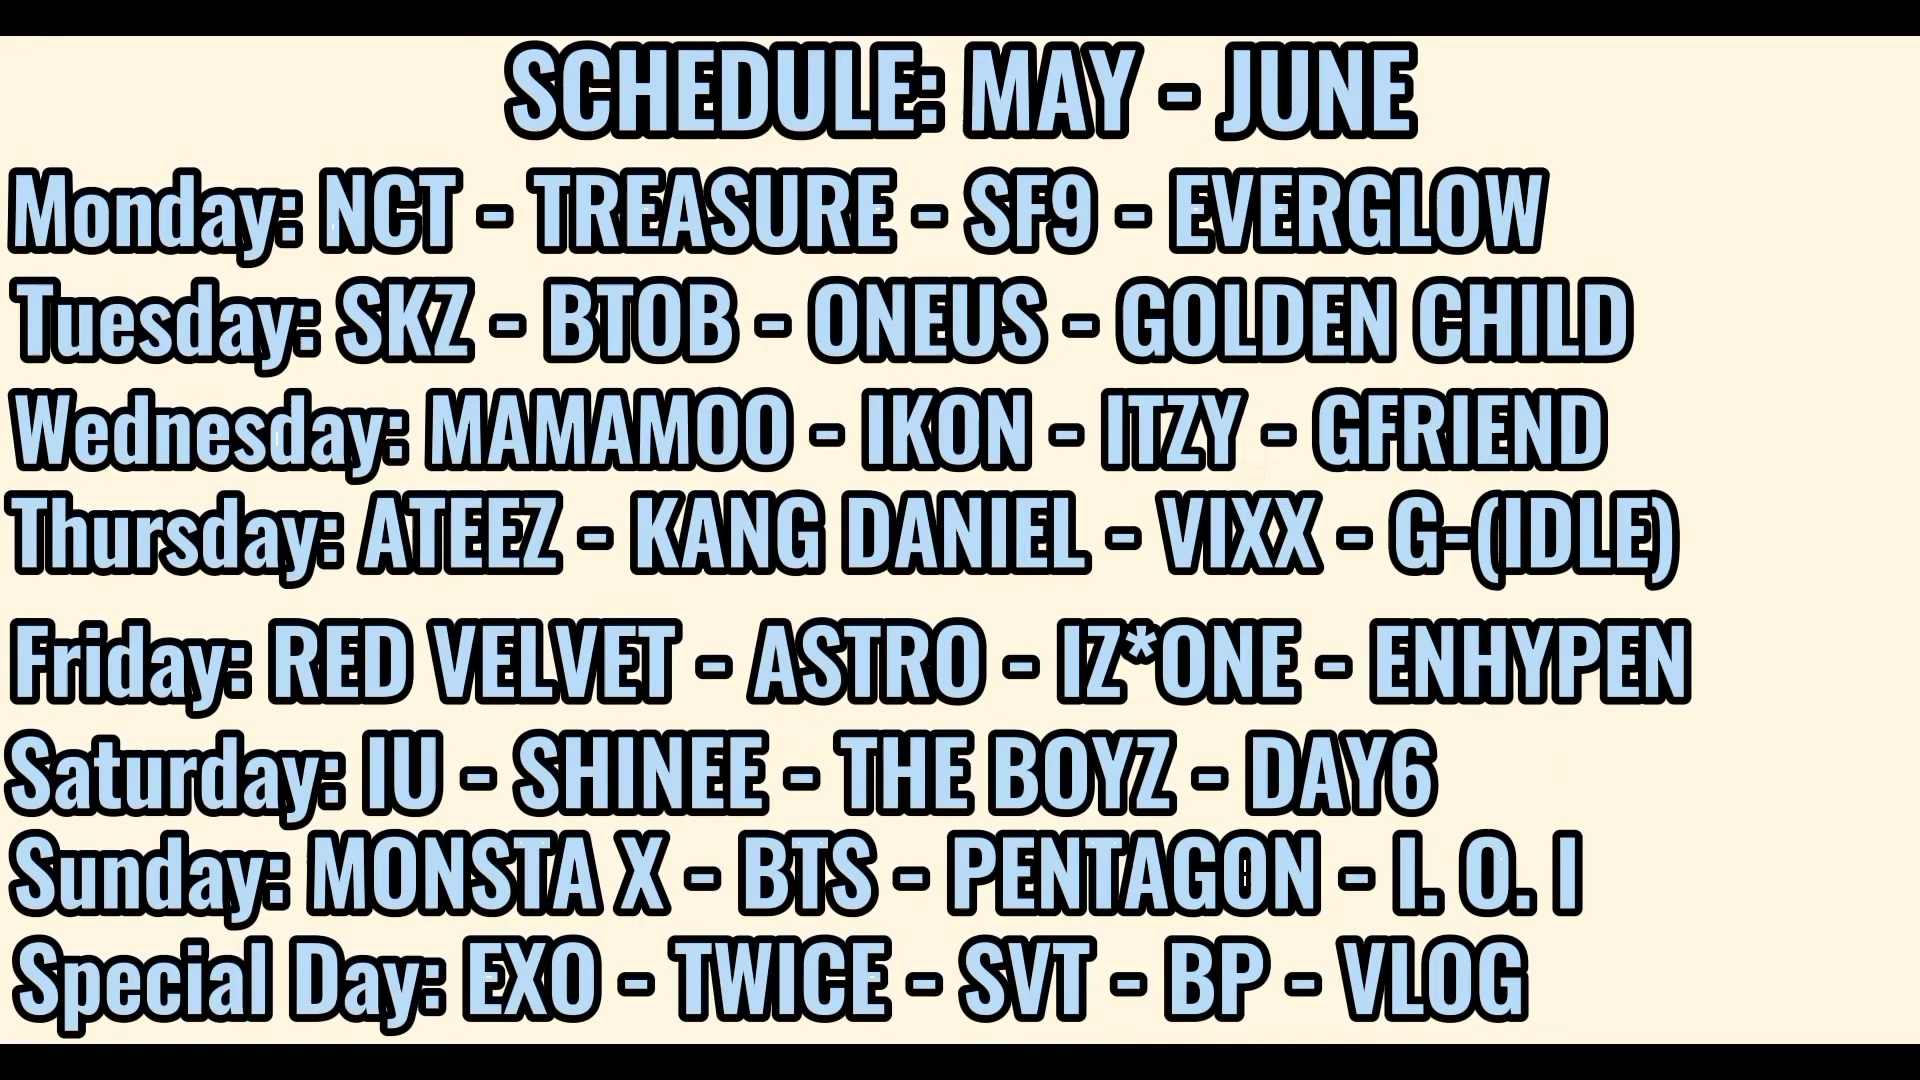 SCHEDULE: MAY - JUNE
Monday: NCT - TREASURE - SF9 - EVERGLOW
Tuesday: SKZ - BTOB - ONEUS - GOLDEN CHILD
Wednesday: MAMAMOO - IKON - ITZY - GFRIEND
Thursday: ATEEZ - KANG DANIEL - VIXX - G-(IDLE)
Friday: RED VELVET - ASTRO - IZ*ONE - ENHYPEN
Saturday: IU - SHINEE - THE BOYZ - DAY6
Sunday: MONSTA X - BTS - PENTAGON - I. O. I
Special Day: EXO - TWICE - SVT - BP - VLOG